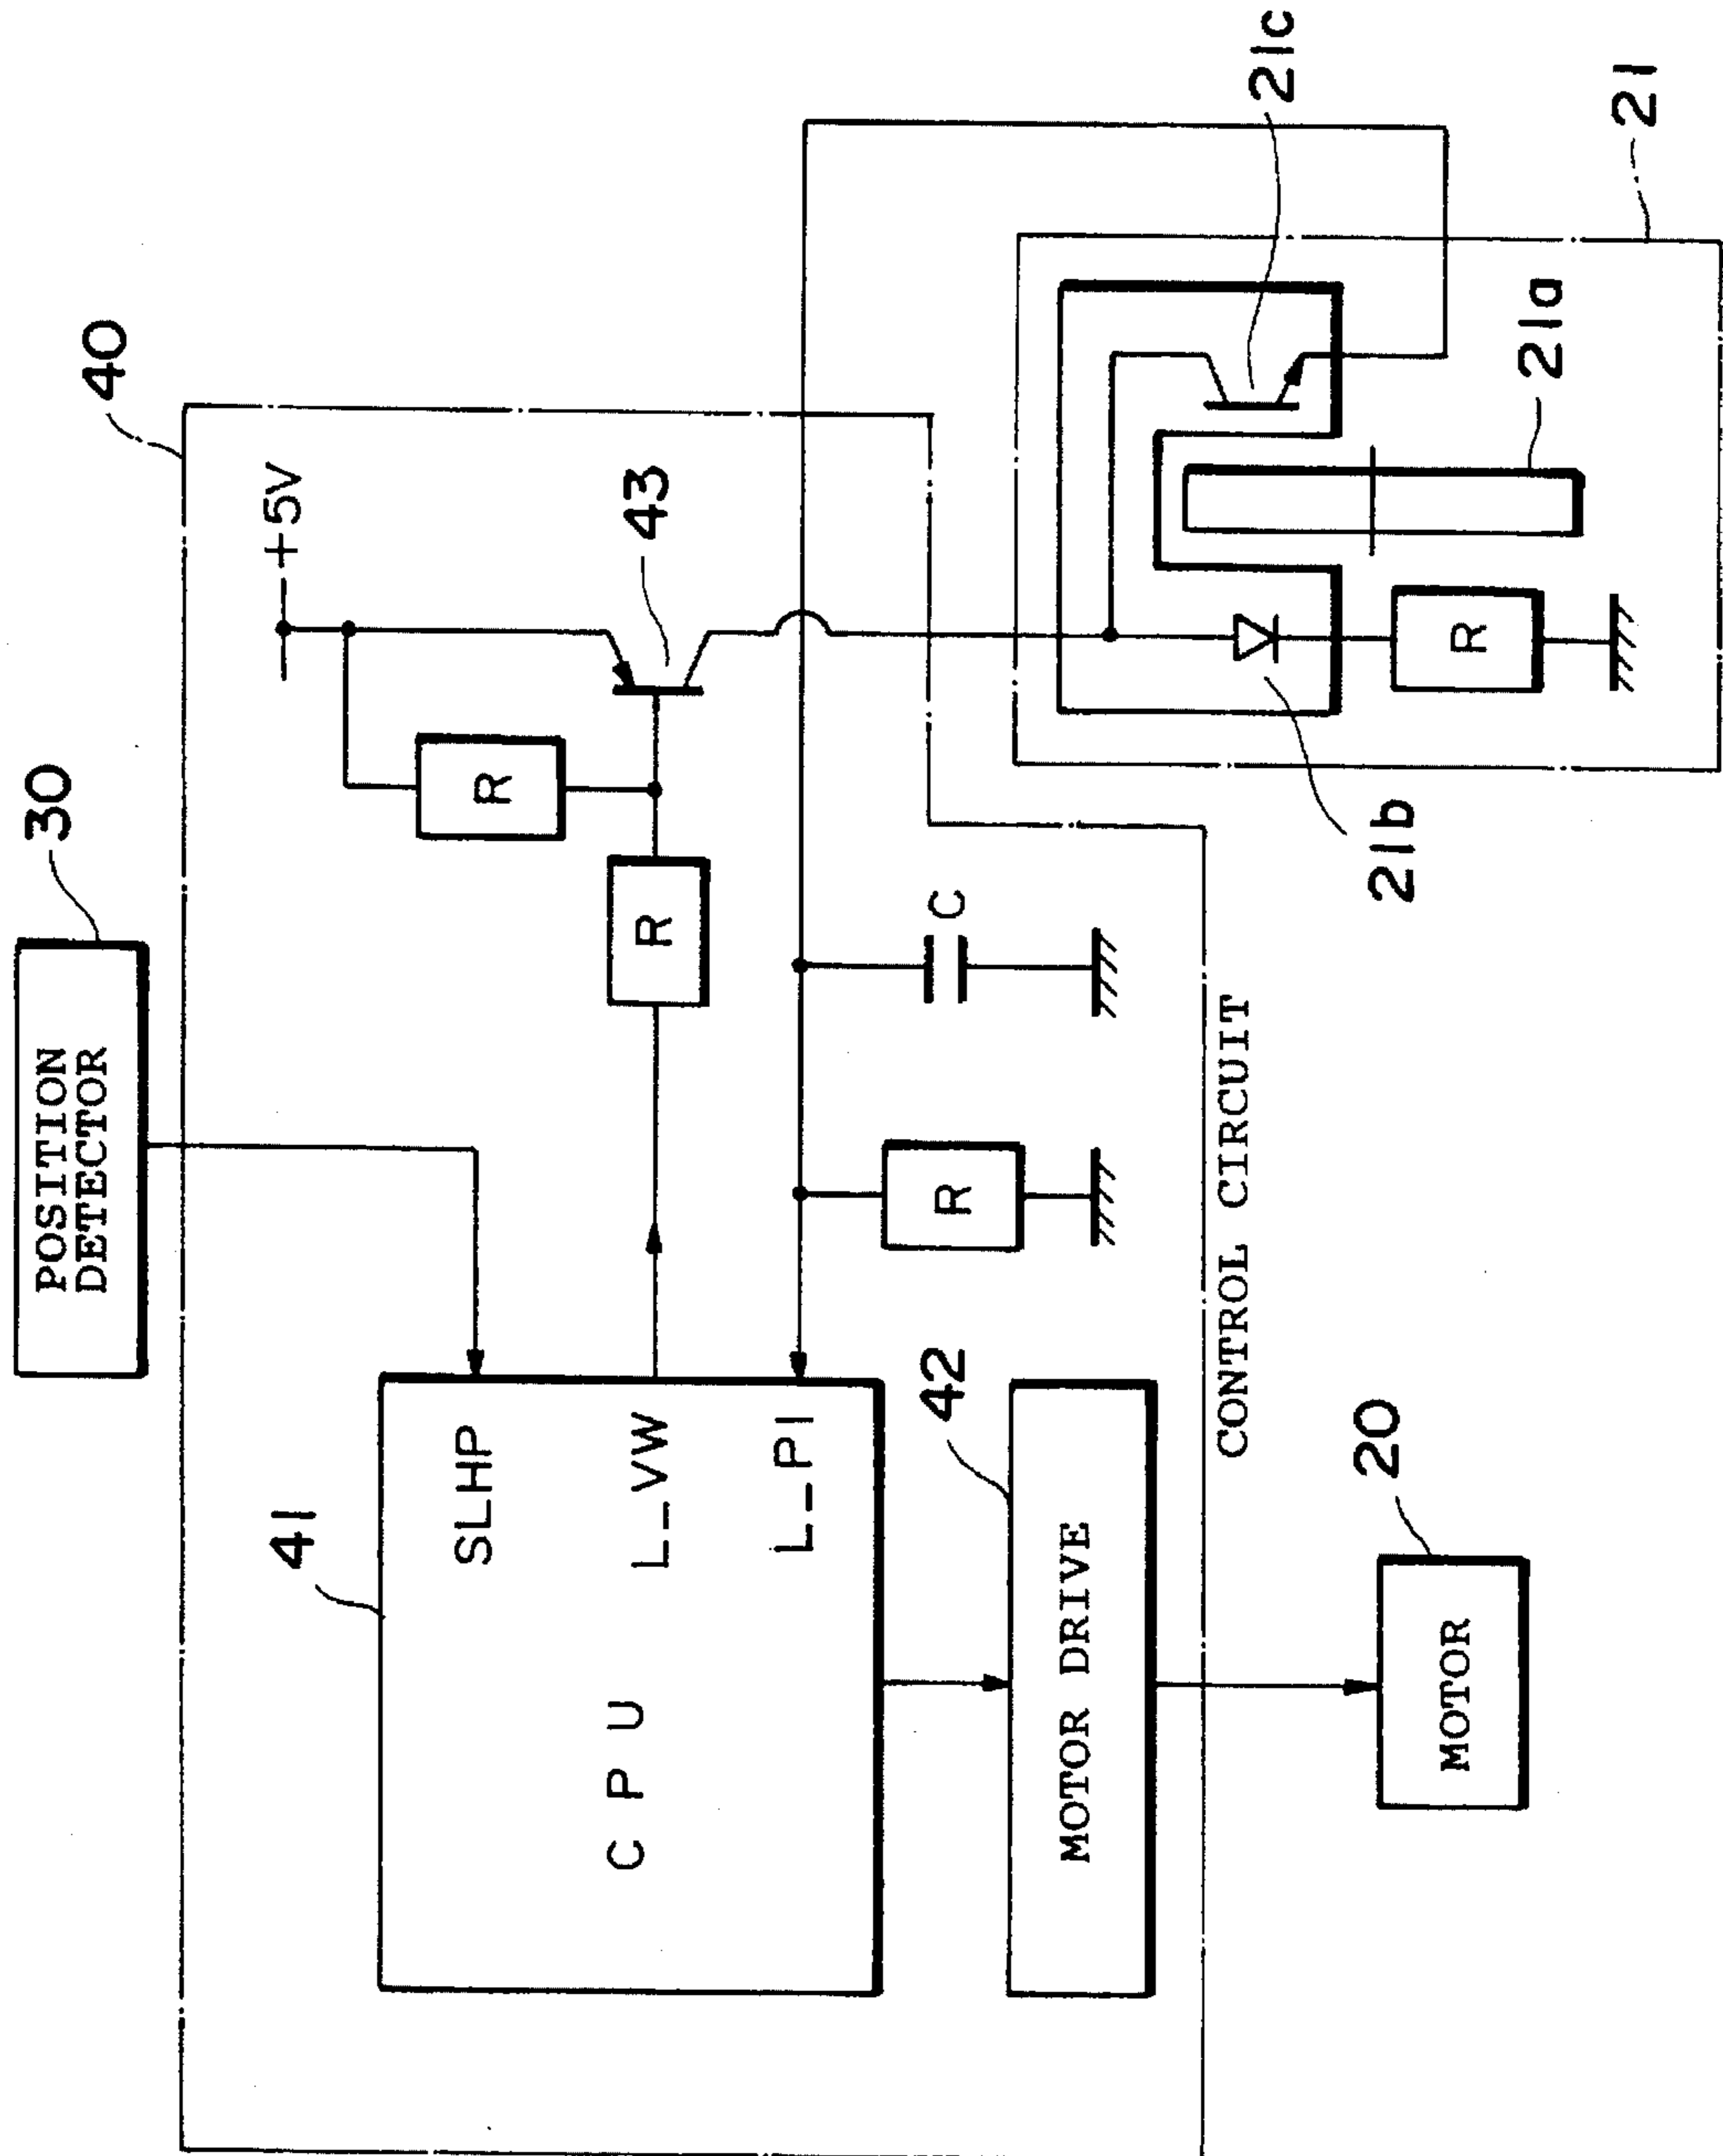 30
POSITION
DETECTOR
40
+5V
41
SLHP
L_VW
L_PI
C P U
R
R
43
C
R
42
MOTOR DRIVE
CONTROL CIRCUIT
20
MOTOR
21
21c
21a
21b
R